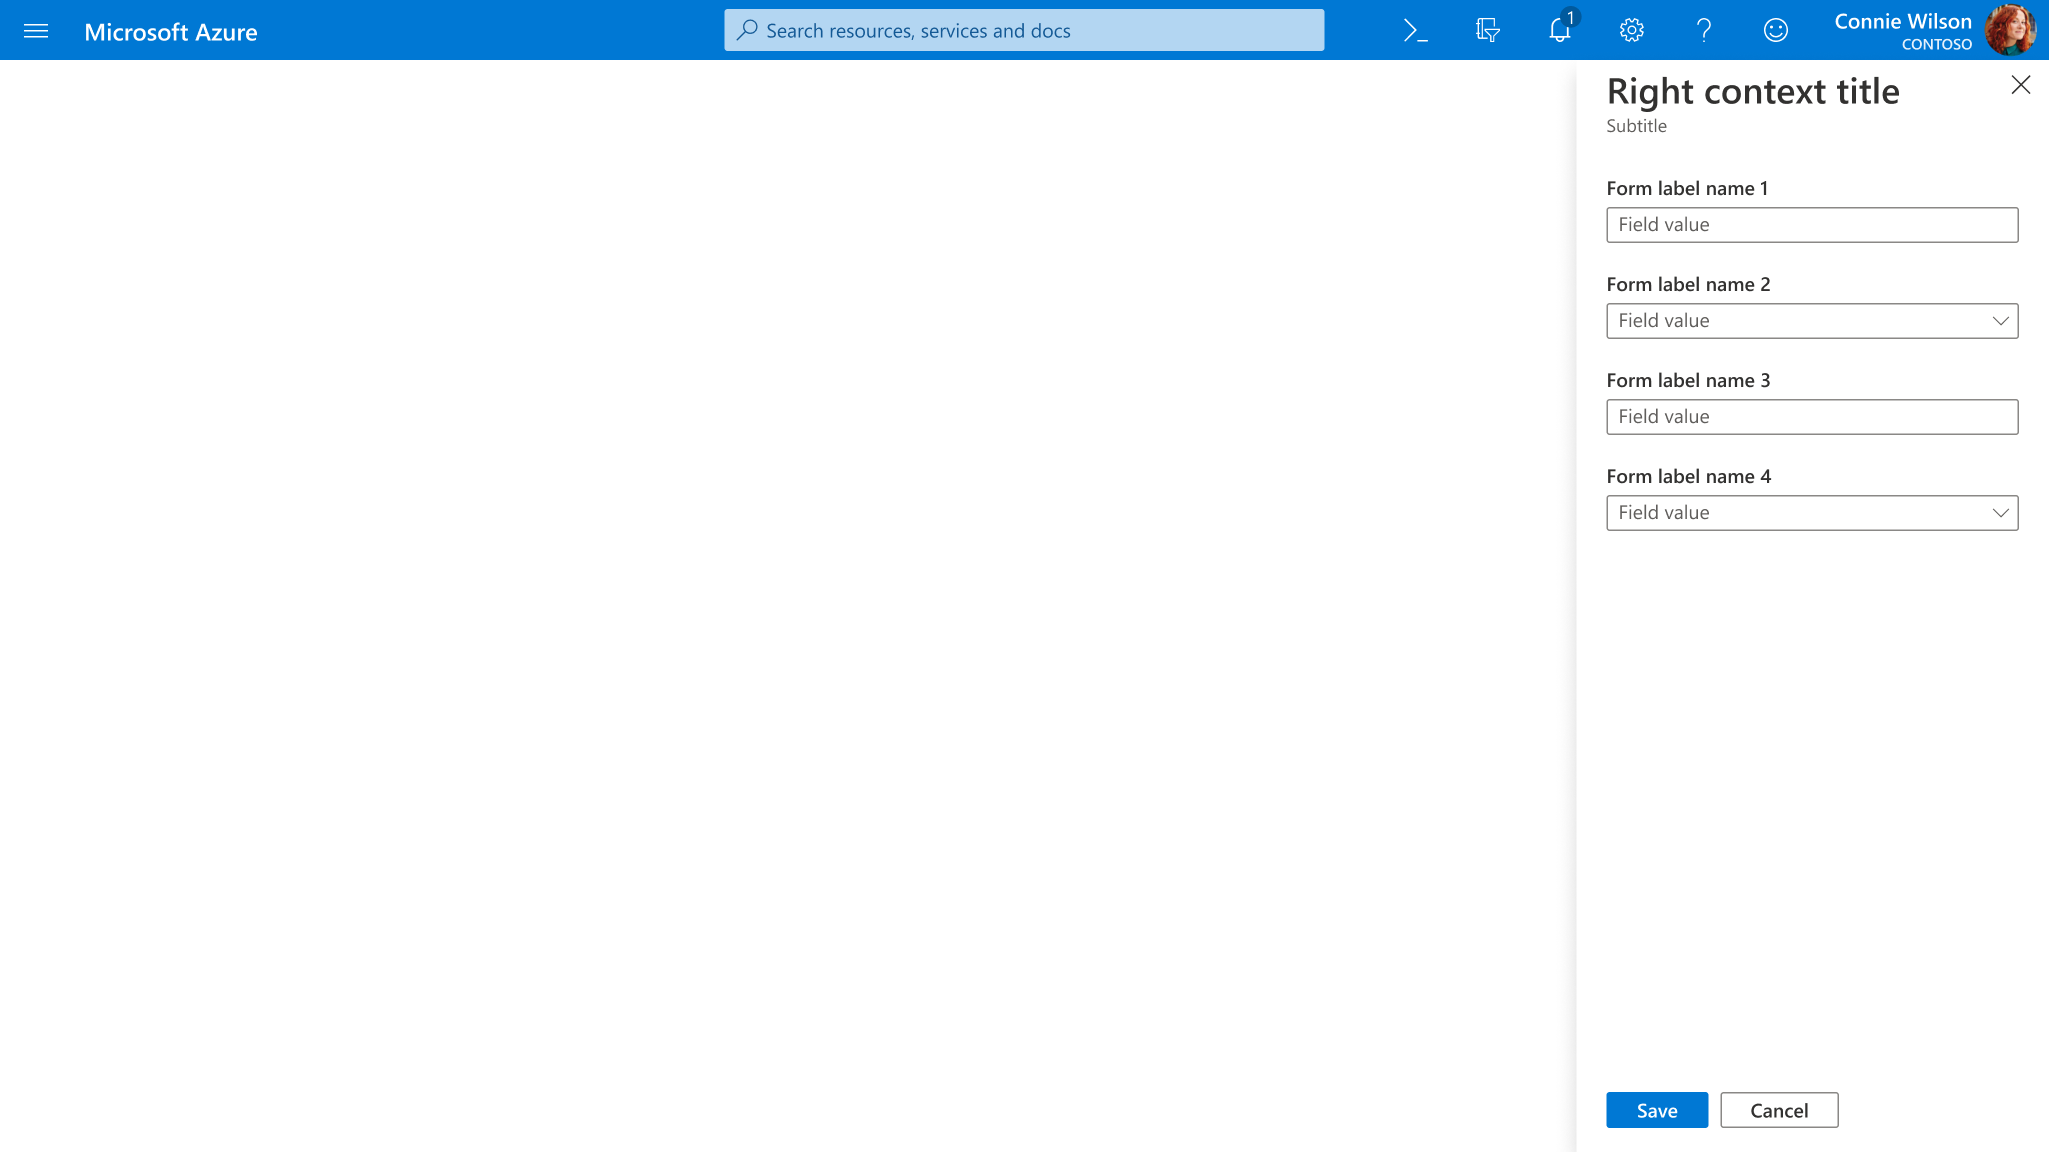 Microsoft Azure
Search resources, services and docs
1
Connie Wilson
CONTOSO
Right context title
Subtitle
Form label name 1
Field value
Form label name 2
Field value
Form label name 3
Field value
Form label name 4
Field value
Save
Cancel